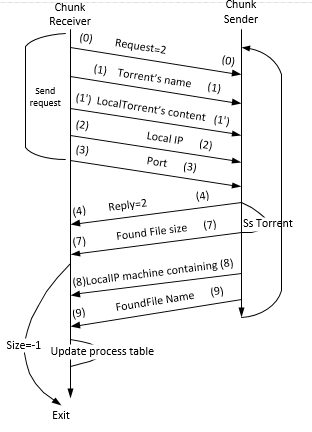 Chunk Receiver
Chunk Sender
(0) Request=2 (0)
(1) Torrent's name (1)
Send request
(1') LocalTorrent's content (1')
(2) Local IP (2)
(3) Port (3)
(4) Reply=2 (4)
(7) Found File size (7)
Ss Torrent
(8)LocalIP machine containing (8)
(9) FoundFile Name (9)
Size=-1
Update process table
Exit